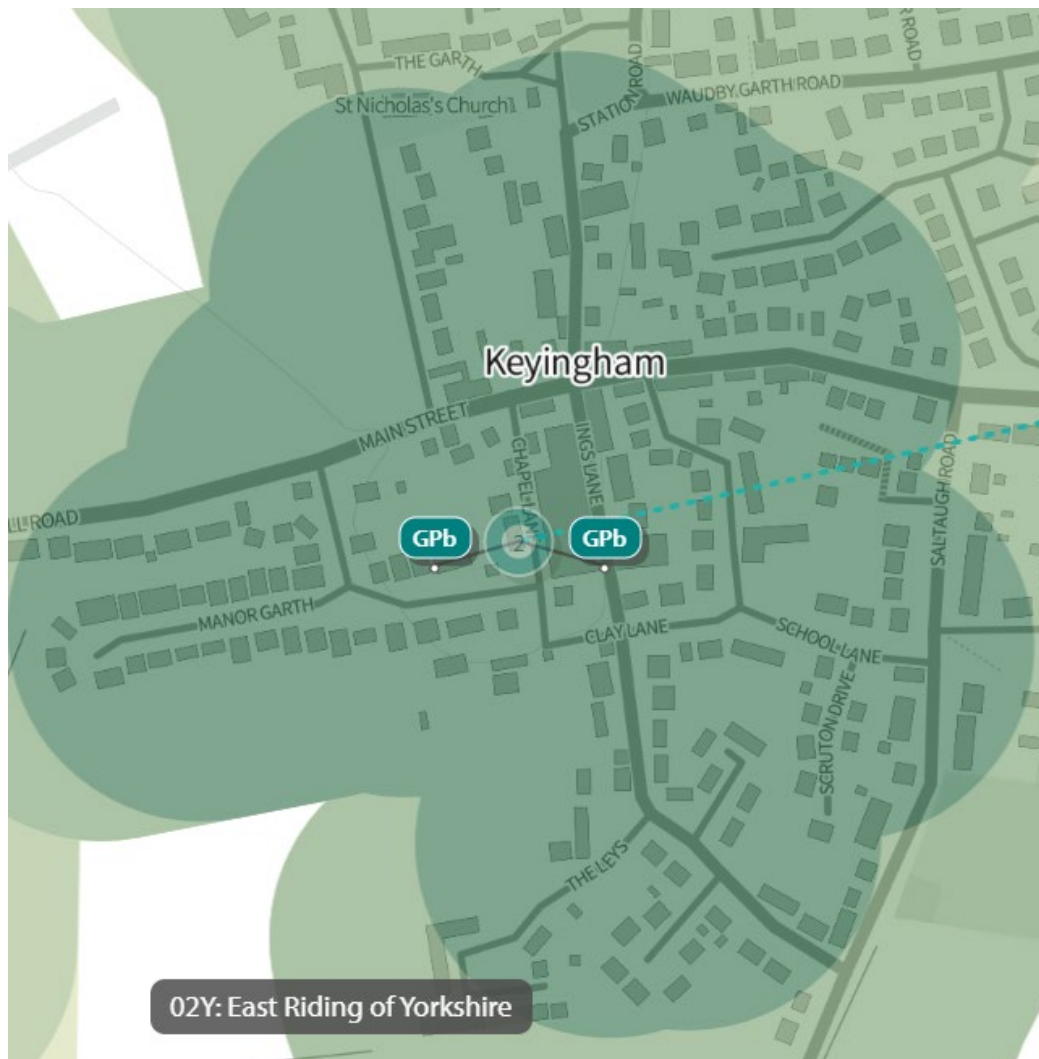 THE GARTH
St Nicholas's Church
STATION ROAD
WAUDBY GARTH ROAD
R ROAD
Keyingham
MAIN STREET
CHAPEL LANE
INGS LANE
LL ROAD
SALTAUGH ROAD
GPb
2
GPb
MANOR GARTH
CLAY LANE
SCHOOL LANE
SCRUTON DRIVE
THE LEYS
02Y: East Riding of Yorkshire